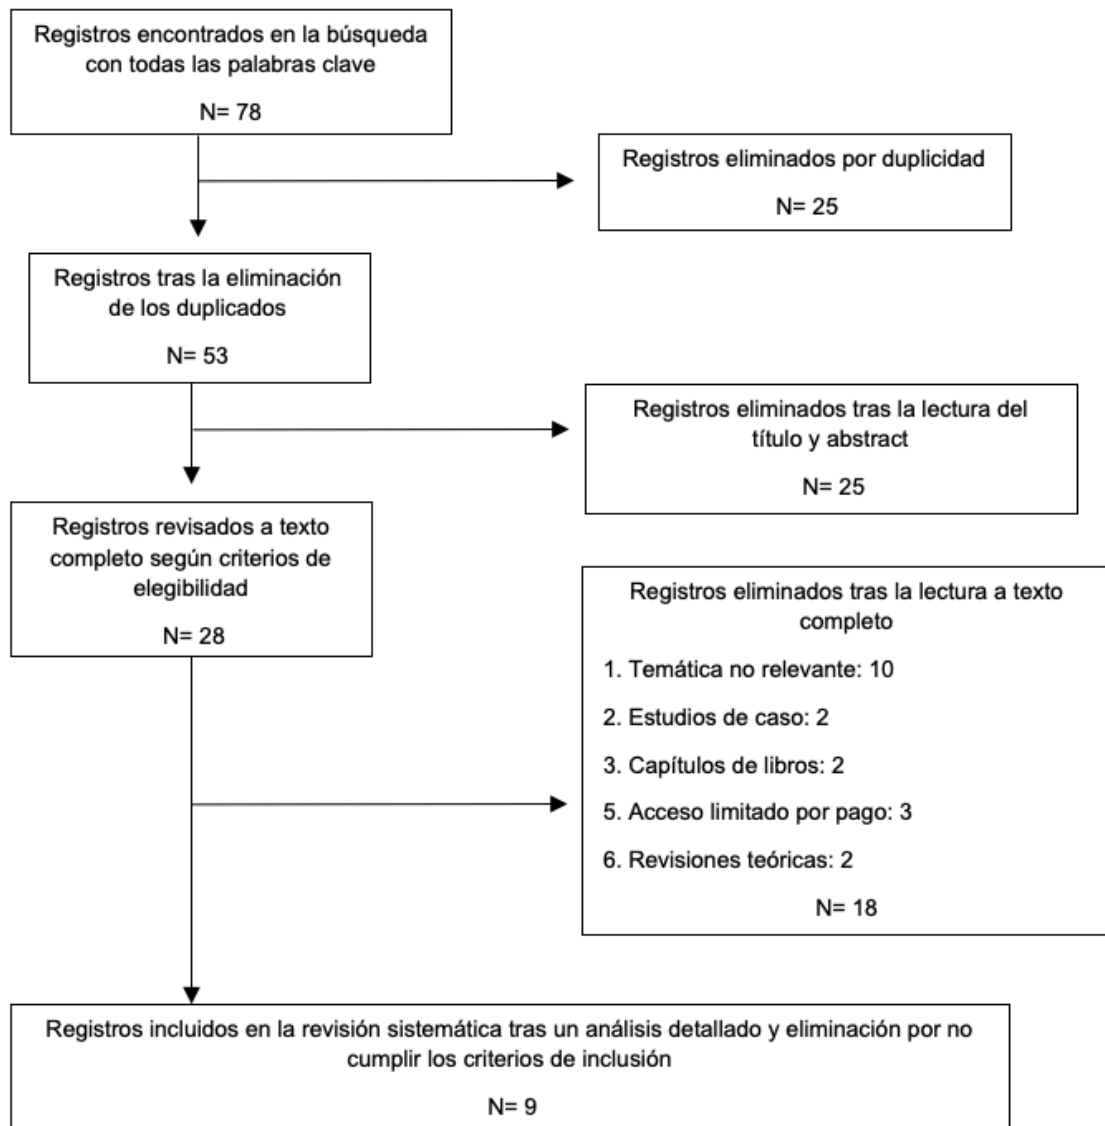 Registros encontrados en la búsqueda
con todas las palabras clave
N= 78
Registros eliminados por duplicidad
N= 25
Registros tras la eliminación
de los duplicados
N= 53
Registros eliminados tras la lectura del
título y abstract
N= 25
Registros revisados a texto
completo según criterios de
elegibilidad
N= 28
Registros eliminados tras la lectura a texto
completo
1. Temática no relevante: 10
2. Estudios de caso: 2
3. Capítulos de libros: 2
5. Acceso limitado por pago: 3
6. Revisiones teóricas: 2
N= 18
Registros incluidos en la revisión sistemática tras un análisis detallado y eliminación por no
cumplir los criterios de inclusión
N= 9